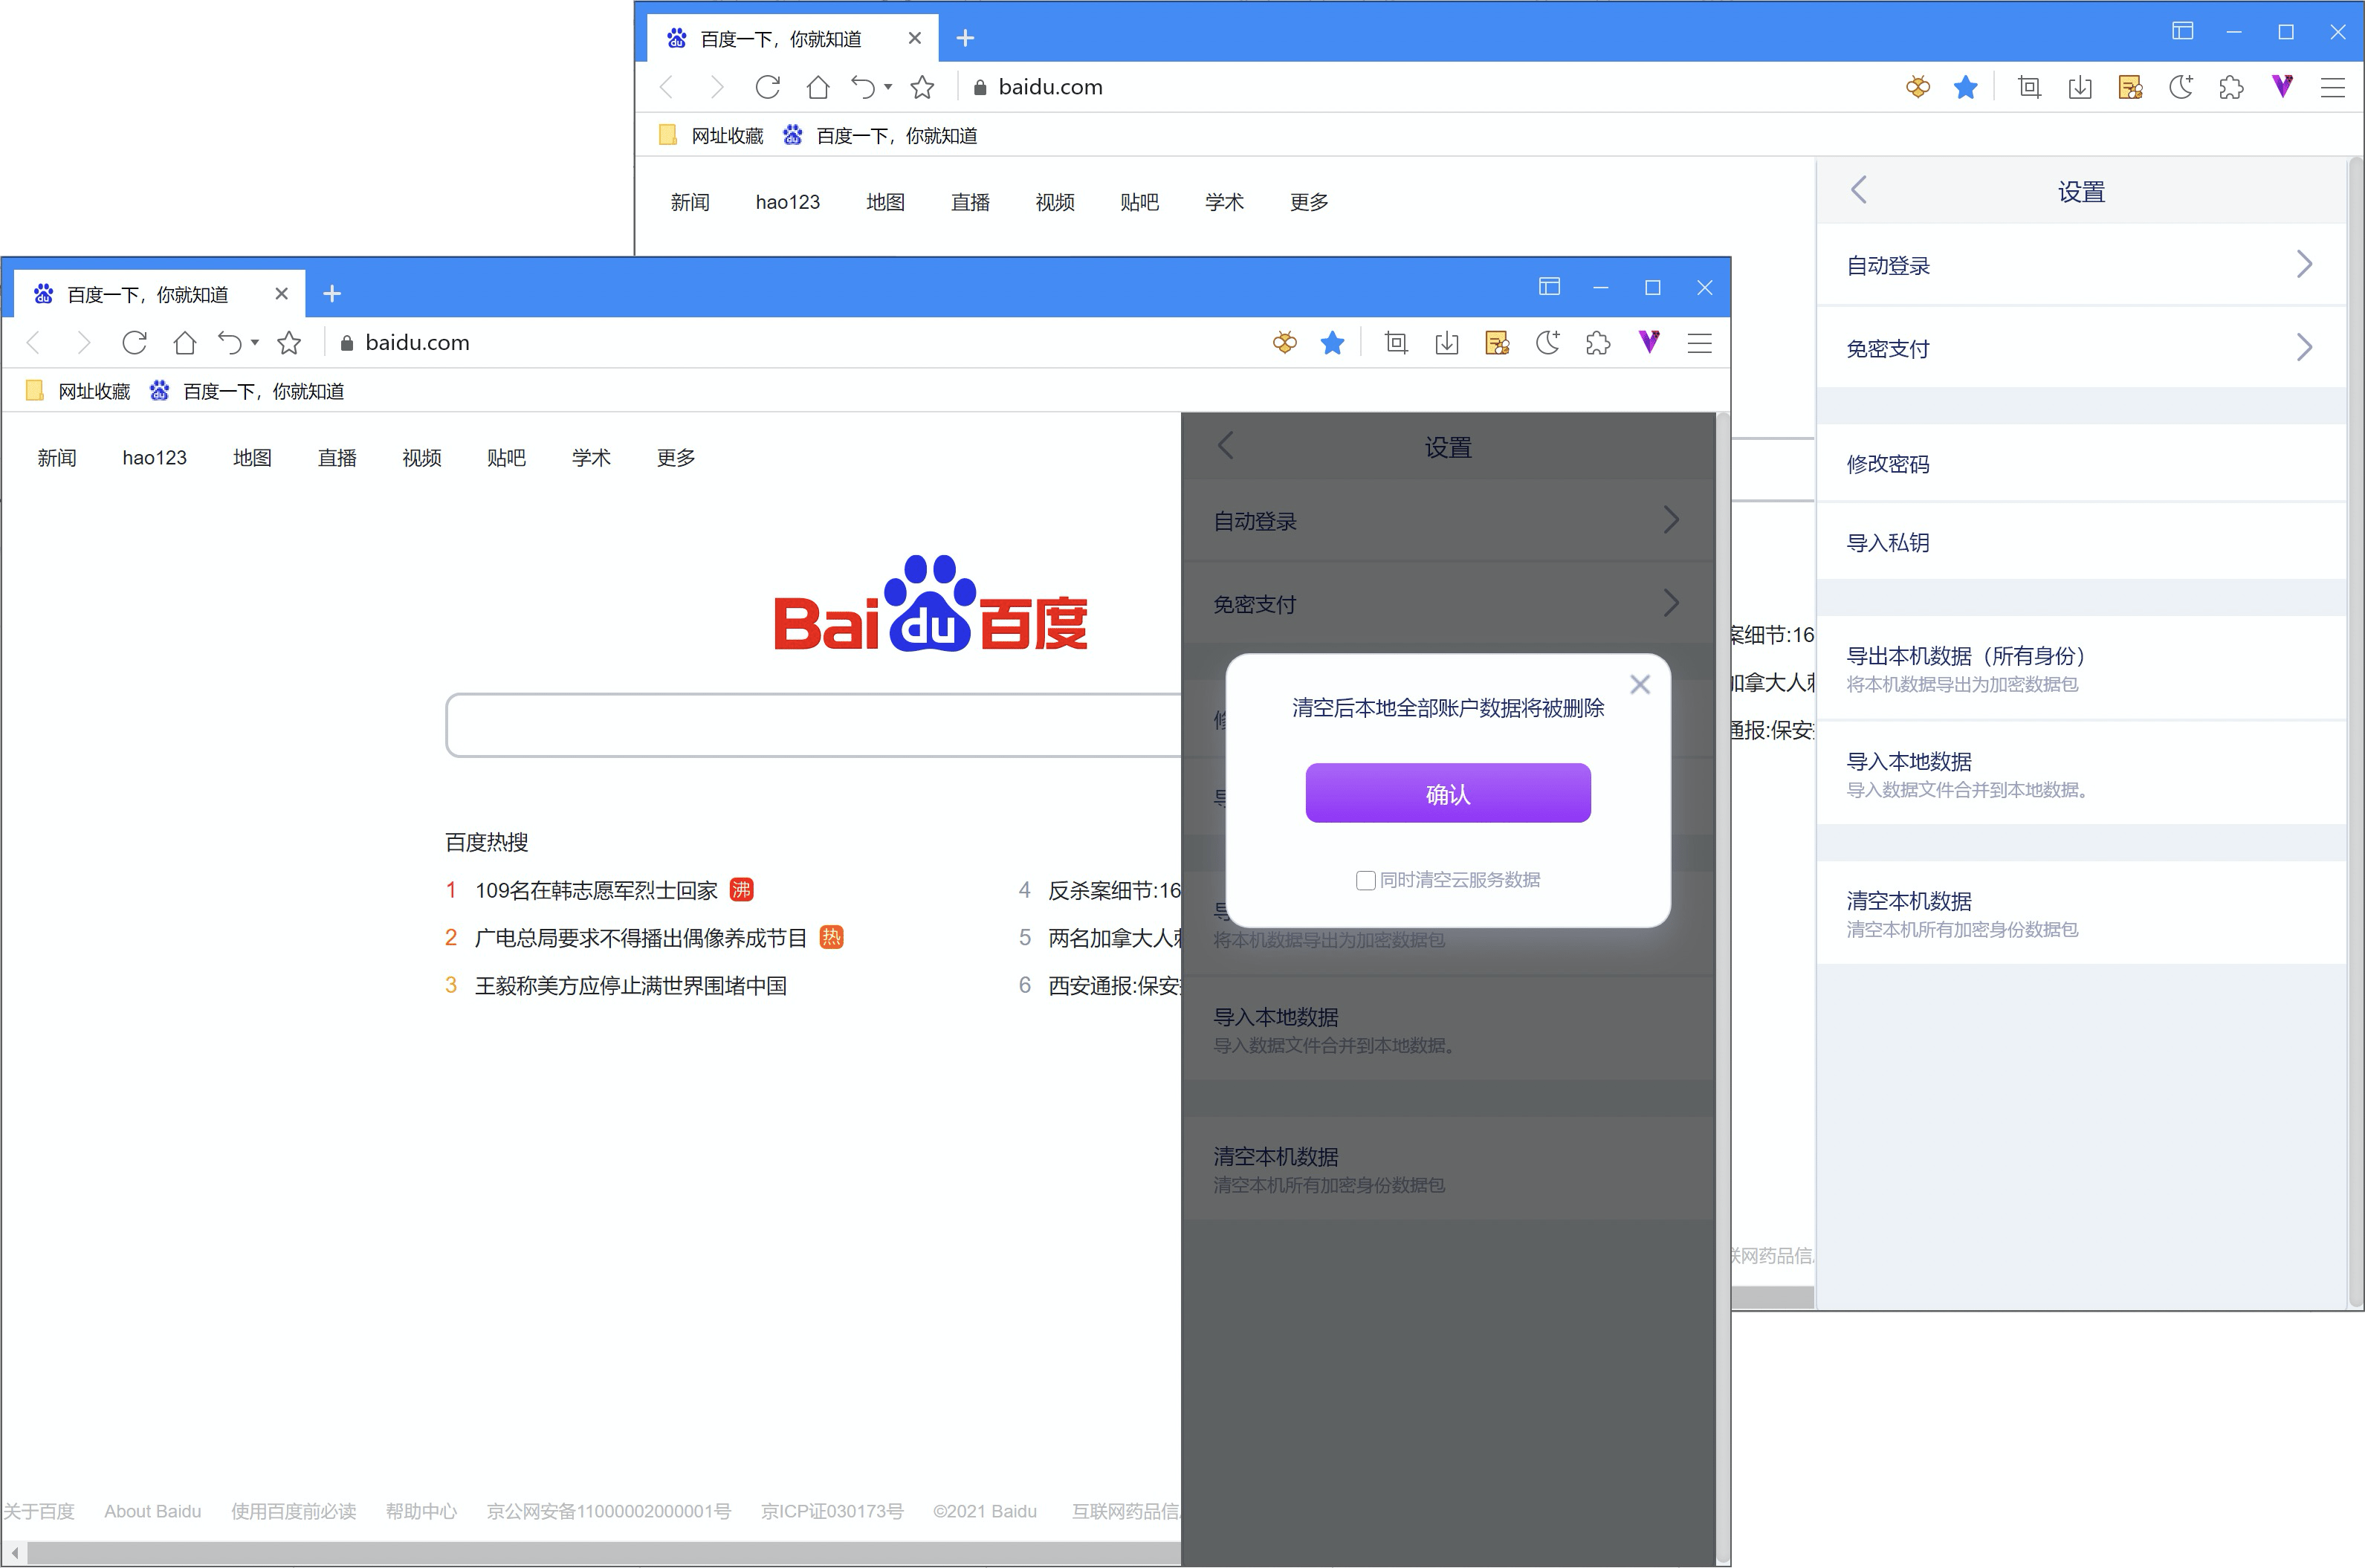 百度一下，你就知道
baidu.com
网址收藏 百度一下，你就知道
新闻 hao123 地图 直播 视频 贴吧 学术 更多
设置
自动登录
免密支付
修改密码
导入私钥
导出本机数据（所有身份）
将本机数据导出为加密数据包
导入本地数据
导入数据文件合并到本地数据。
清空本机数据
清空本机所有加密身份数据包
案细节:16
加拿大人刺
通报:保安
联网药品信
百度一下，你就知道
baidu.com
网址收藏 百度一下，你就知道
新闻 hao123 地图 直播 视频 贴吧 学术 更多
Bai du 百度
百度热搜
1 109名在韩志愿军烈士回家 沸
2 广电总局要求不得播出偶像养成节目 热
3 王毅称美方应停止满世界围堵中国
4 反杀案细节:16
5 两名加拿大人刺
6 西安通报:保安
设置
自动登录
免密支付
清空后本地全部账户数据将被删除
确认
同时清空云服务数据
将本机数据导出为加密数据包
导入本地数据
导入数据文件合并到本地数据。
清空本机数据
清空本机所有加密身份数据包
关于百度 About Baidu 使用百度前必读 帮助中心 京公网安备11000002000001号 京ICP证030173号 ©2021 Baidu 互联网药品信